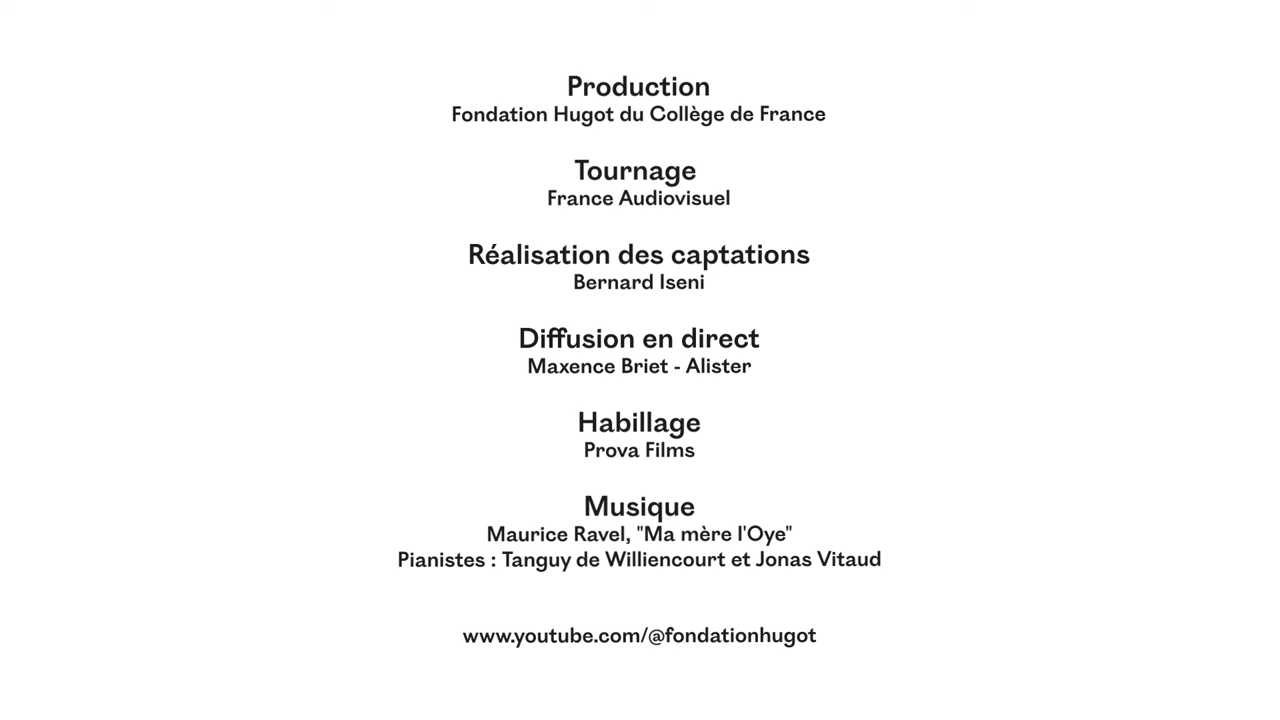 Production
Fondation Hugot du Collège de France
Tournage
France Audiovisuel
Réalisation des captations
Bernard Iseni
Diffusion en direct
Maxence Briet - Alister
Habillage
Prova Films
Musique
Maurice Ravel, "Ma mère l'Oye"
Pianistes : Tanguy de Williencourt et Jonas Vitaud
www.youtube.com/@fondationhugot